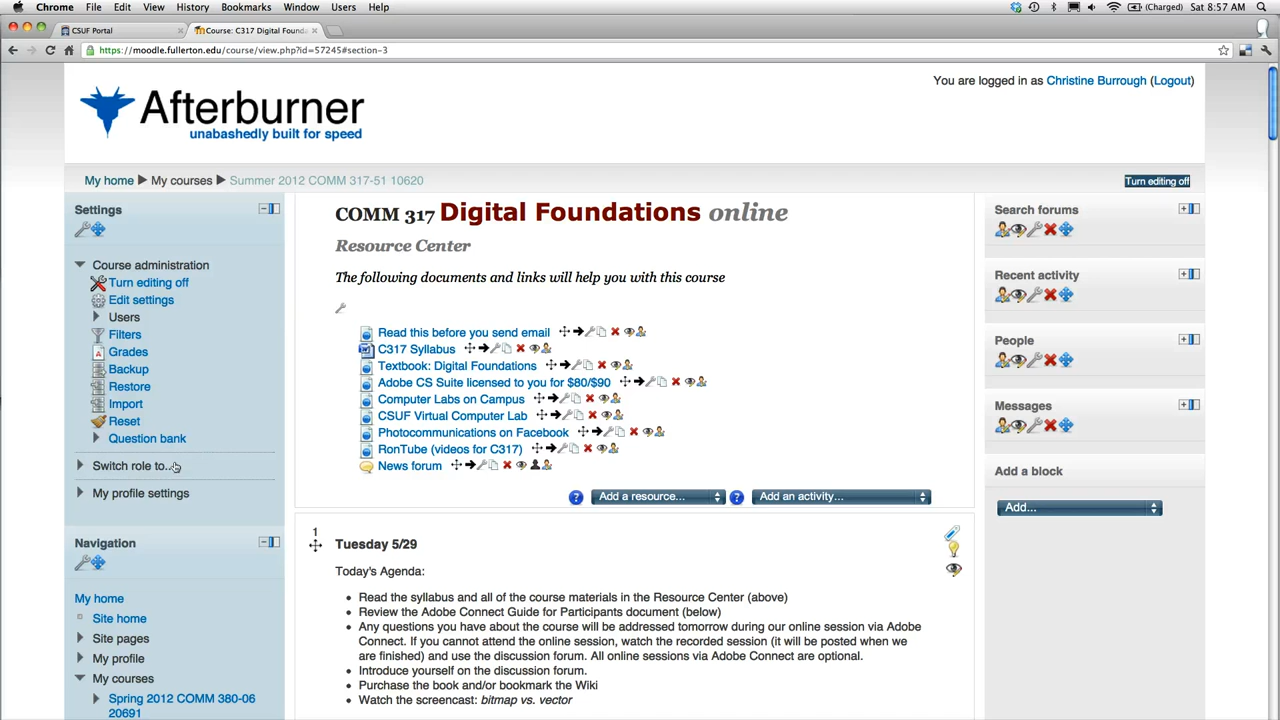 Chrome File Edit View History Bookmarks Window Users Help (Charged) Sat 8:57 AM
CSUF Portal Course: C317 Digital Founda
https://moodle.fullerton.edu/course/view.php?id=57245#section-3
You are logged in as Christine Burrough (Logout)
Afterburner
unabashedly built for speed
My home ▶ My courses ▶ Summer 2012 COMM 317-51 10620
Turn editing off
Settings
Course administration
Turn editing off
Edit settings
Users
Filters
Grades
Backup
Restore
Import
Reset
Question bank
Switch role to...
My profile settings
Navigation
My home
Site home
Site pages
My profile
My courses
Spring 2012 COMM 380-06
20691
COMM 317 Digital Foundations online
Resource Center
The following documents and links will help you with this course
Read this before you send email
C317 Syllabus
Textbook: Digital Foundations
Adobe CS Suite licensed to you for $80/$90
Computer Labs on Campus
CSUF Virtual Computer Lab
Photocommunications on Facebook
RonTube (videos for C317)
News forum
Add a resource... Add an activity...
1
Tuesday 5/29
Today's Agenda:
• Read the syllabus and all of the course materials in the Resource Center (above)
• Review the Adobe Connect Guide for Participants document (below)
• Any questions you have about the course will be addressed tomorrow during our online session via Adobe
Connect. If you cannot attend the online session, watch the recorded session (it will be posted when we
are finished) and use the discussion forum. All online sessions via Adobe Connect are optional.
• Introduce yourself on the discussion forum.
• Purchase the book and/or bookmark the Wiki
• Watch the screencast: bitmap vs. vector
Search forums
Recent activity
People
Messages
Add a block
Add...